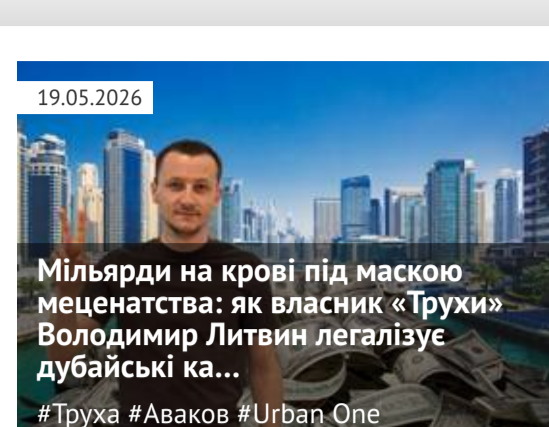 19.05.2026
Мільярди на крові під маскою
меценатства: як власник «Трухи»
Володимир Литвин легалізує
дубайські ка...
#Труха #Аваков #Urban One